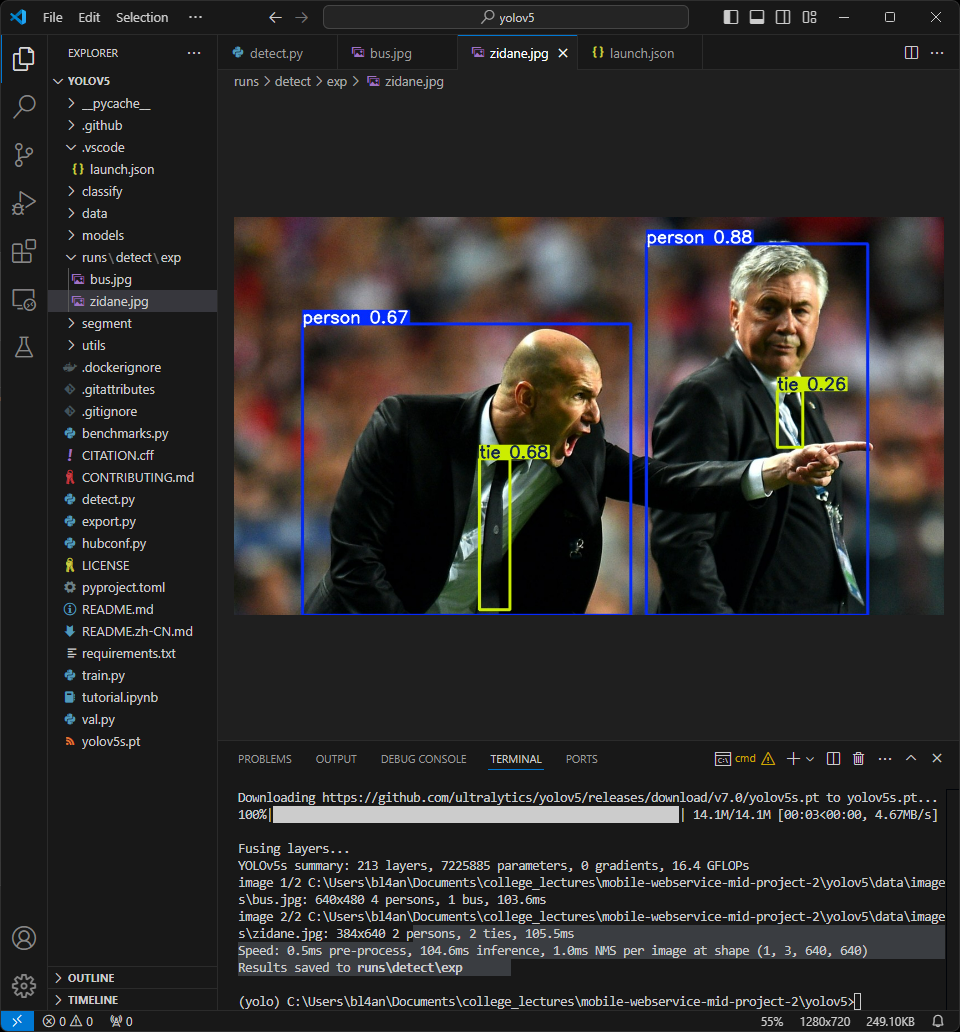 File Edit Selection ··· yolov5
EXPLORER ···
YOLOV5
__pycache__
.github
.vscode
{} launch.json
classify
data
models
runs\detect\exp
bus.jpg
zidane.jpg
segment
utils
.dockerignore
.gitattributes
.gitignore
benchmarks.py
! CITATION.cff
CONTRIBUTING.md
detect.py
export.py
hubconf.py
LICENSE
pyproject.toml
README.md
README.zh-CN.md
requirements.txt
train.py
tutorial.ipynb
val.py
yolov5s.pt
OUTLINE
TIMELINE
detect.py bus.jpg zidane.jpg {} launch.json ···
runs > detect > exp > zidane.jpg
person 0.88
person 0.67
tie 0.26
tie 0.68
PROBLEMS OUTPUT DEBUG CONSOLE TERMINAL PORTS cmd ···
Downloading https://github.com/ultralytics/yolov5/releases/download/v7.0/yolov5s.pt to yolov5s.pt...
100%| | 14.1M/14.1M [00:03<00:00, 4.67MB/s]
Fusing layers...
YOLOv5s summary: 213 layers, 7225885 parameters, 0 gradients, 16.4 GFLOPs
image 1/2 C:\Users\bl4an\Documents\college_lectures\mobile-webservice-mid-project-2\yolov5\data\image
s\bus.jpg: 640x480 4 persons, 1 bus, 103.6ms
image 2/2 C:\Users\bl4an\Documents\college_lectures\mobile-webservice-mid-project-2\yolov5\data\image
s\zidane.jpg: 384x640 2 persons, 2 ties, 105.5ms
Speed: 0.5ms pre-process, 104.6ms inference, 1.0ms NMS per image at shape (1, 3, 640, 640)
Results saved to runs\detect\exp
(yolo) C:\Users\bl4an\Documents\college_lectures\mobile-webservice-mid-project-2\yolov5>
0 0 0 55% 1280x720 249.10KB